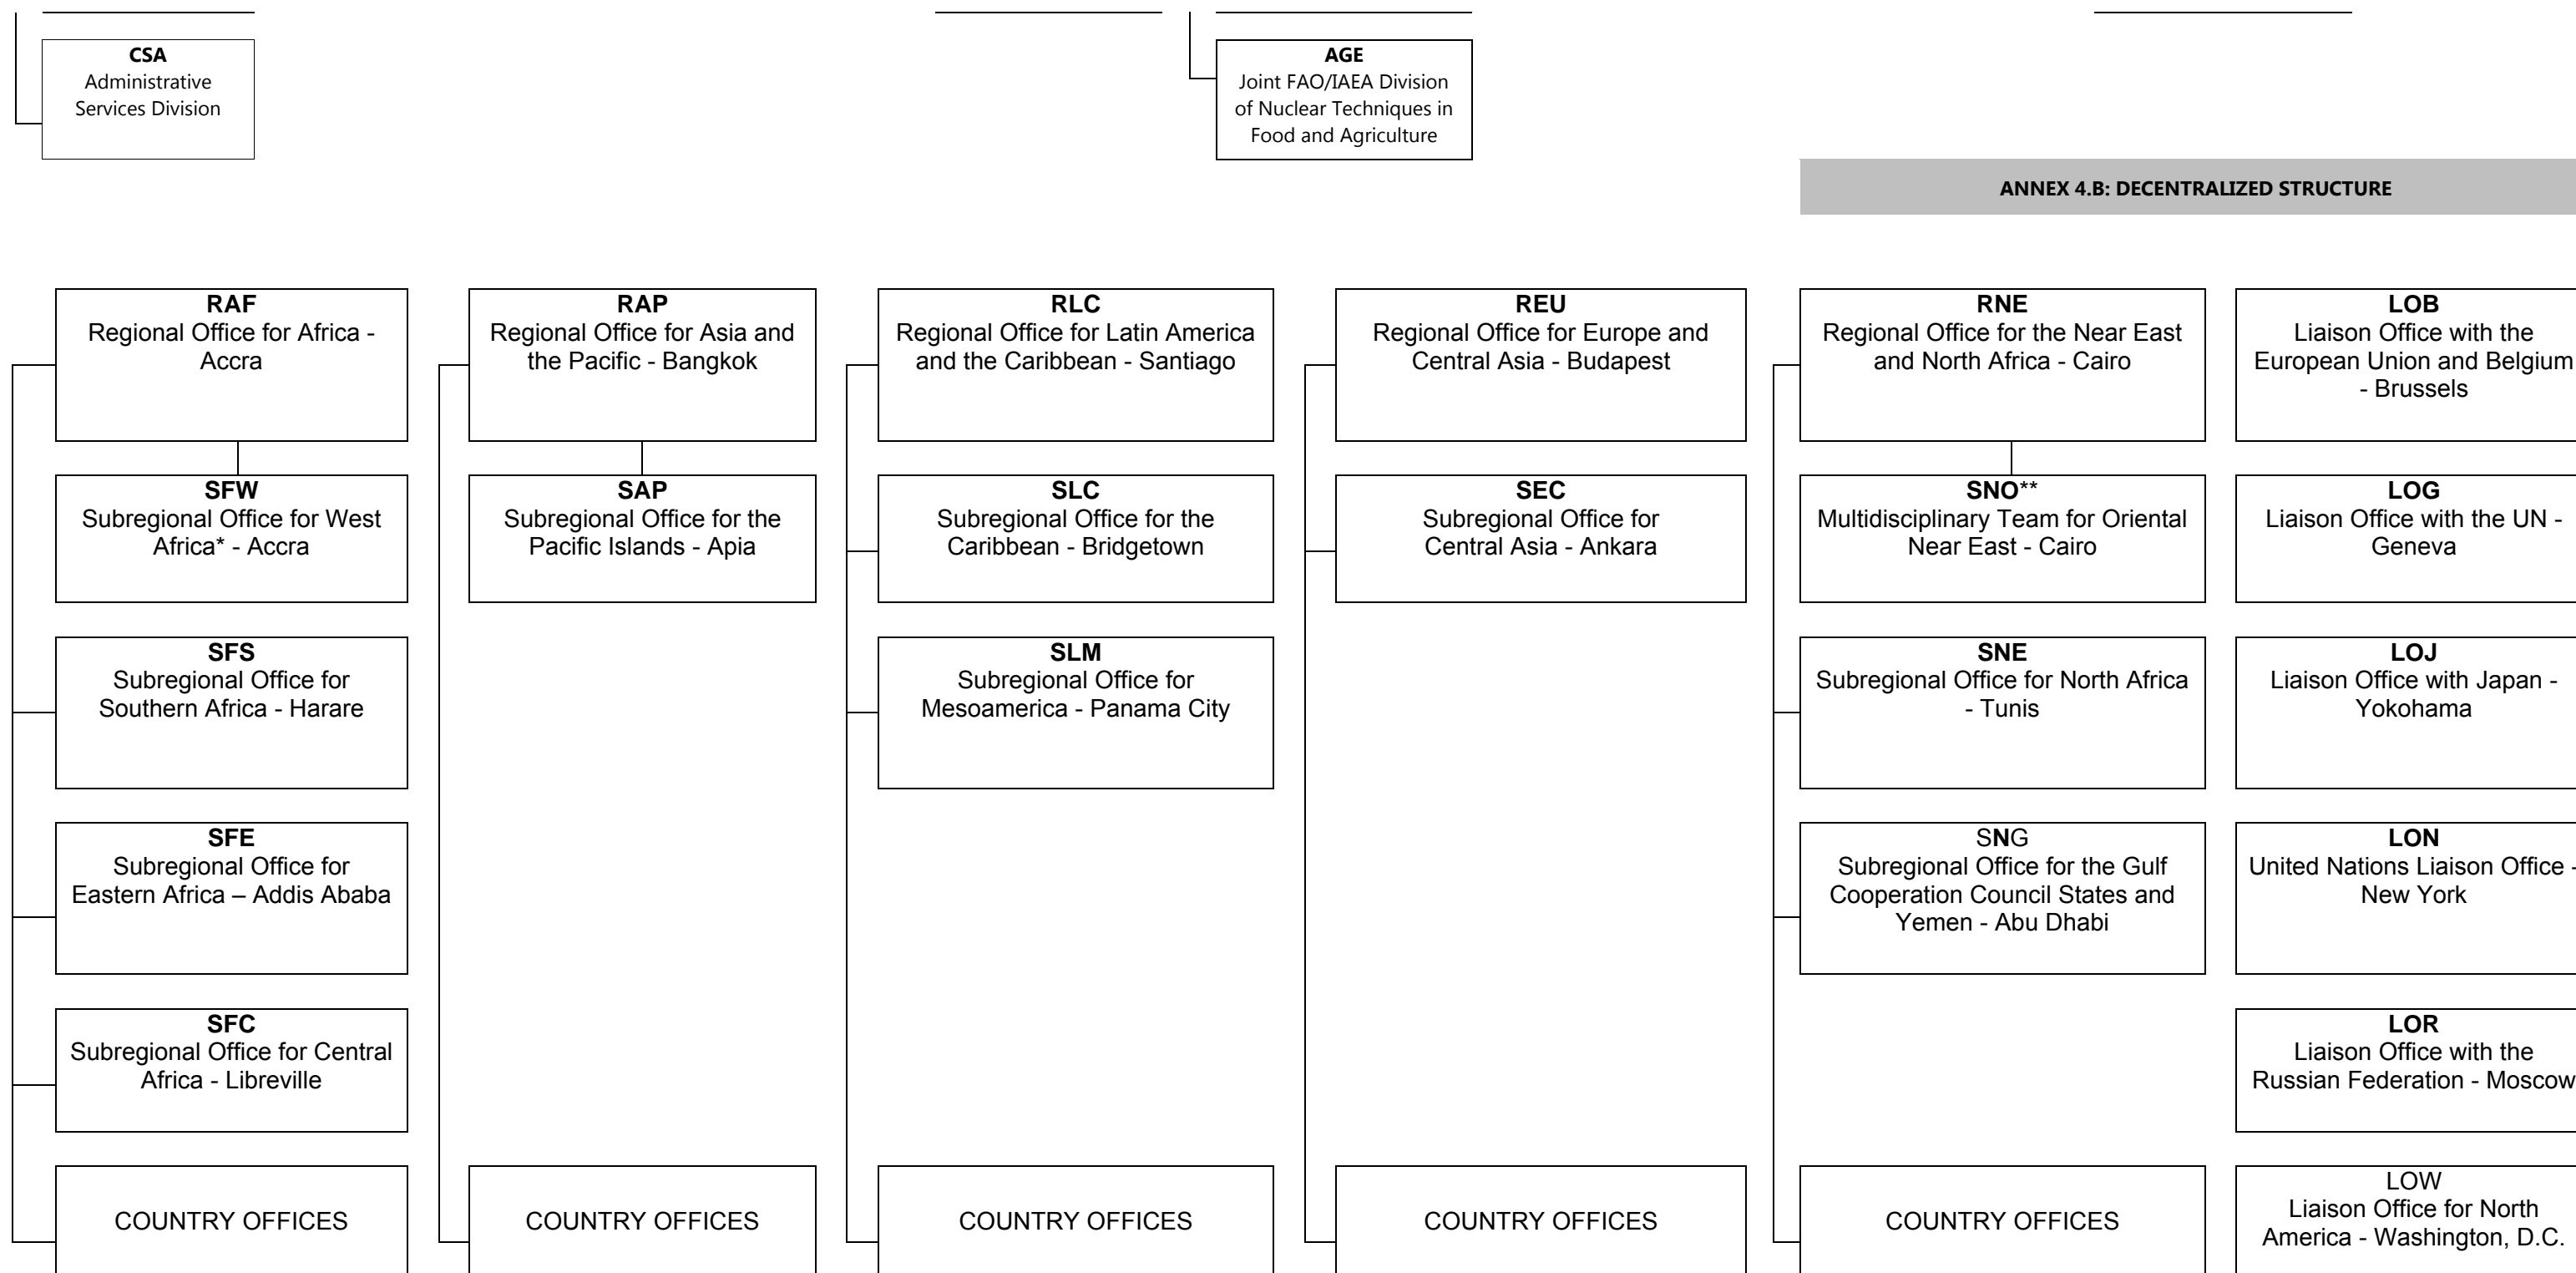 CSA
Administrative
Services Division
AGE
Joint FAO/IAEA Division
of Nuclear Techniques in
Food and Agriculture
ANNEX 4.B: DECENTRALIZED STRUCTURE
RAF
Regional Office for Africa -
Accra
SFW
Subregional Office for West
Africa* - Accra
SFS
Subregional Office for
Southern Africa - Harare
SFE
Subregional Office for
Eastern Africa – Addis Ababa
SFC
Subregional Office for Central
Africa - Libreville
COUNTRY OFFICES
RAP
Regional Office for Asia and
the Pacific - Bangkok
SAP
Subregional Office for the
Pacific Islands - Apia
COUNTRY OFFICES
RLC
Regional Office for Latin America
and the Caribbean - Santiago
SLC
Subregional Office for the
Caribbean - Bridgetown
SLM
Subregional Office for
Mesoamerica - Panama City
COUNTRY OFFICES
REU
Regional Office for Europe and
Central Asia - Budapest
SEC
Subregional Office for
Central Asia - Ankara
COUNTRY OFFICES
RNE
Regional Office for the Near East
and North Africa - Cairo
SNO**
Multidisciplinary Team for Oriental
Near East - Cairo
SNE
Subregional Office for North Africa
- Tunis
SNG
Subregional Office for the Gulf
Cooperation Council States and
Yemen - Abu Dhabi
COUNTRY OFFICES
LOB
Liaison Office with the
European Union and Belgium
- Brussels
LOG
Liaison Office with the UN -
Geneva
LOJ
Liaison Office with Japan -
Yokohama
LON
United Nations Liaison Office -
New York
LOR
Liaison Office with the
Russian Federation - Moscow
LOW
Liaison Office for North
America - Washington, D.C.